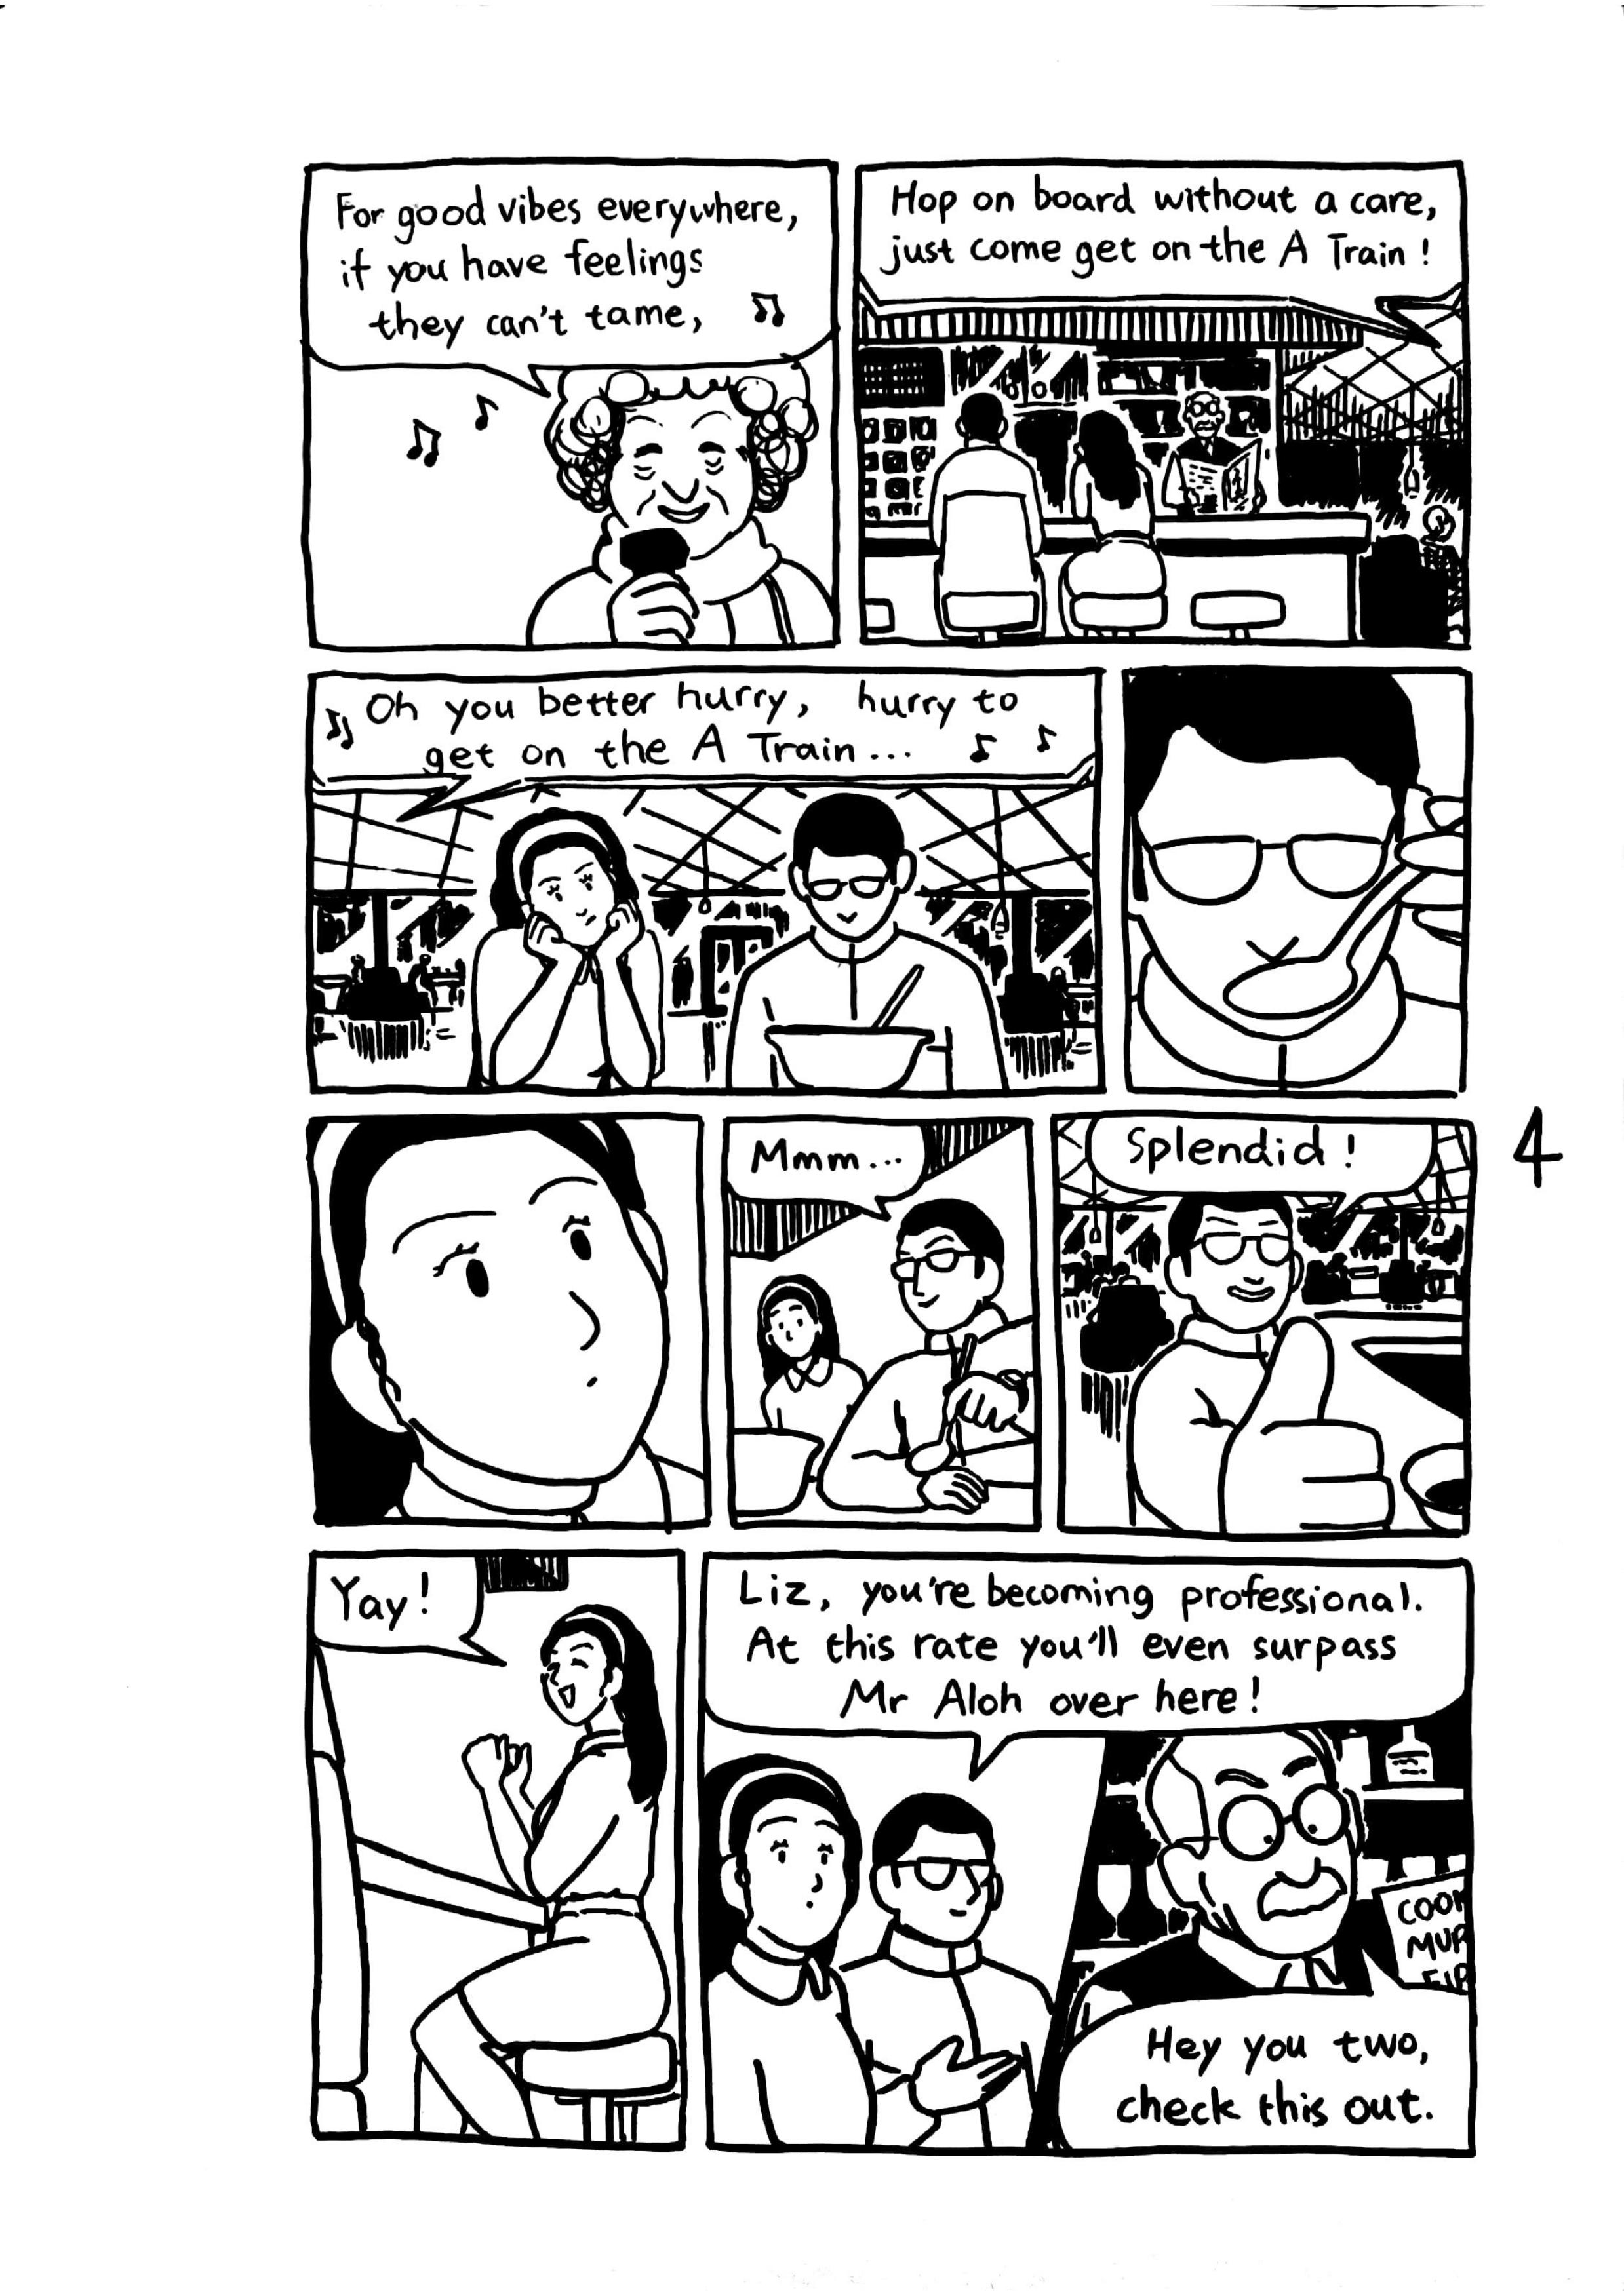 For good vibes everywhere,
if you have feelings
they can't tame,
Hop on board without a care,
just come get on the A Train!
Oh you better hurry, hurry to
get on the A Train...
Mmm...
Splendid!
4
Yay!
Liz, you're becoming professional.
At this rate you'll even surpass
Mr Aloh over here!
Hey you two,
check this out.